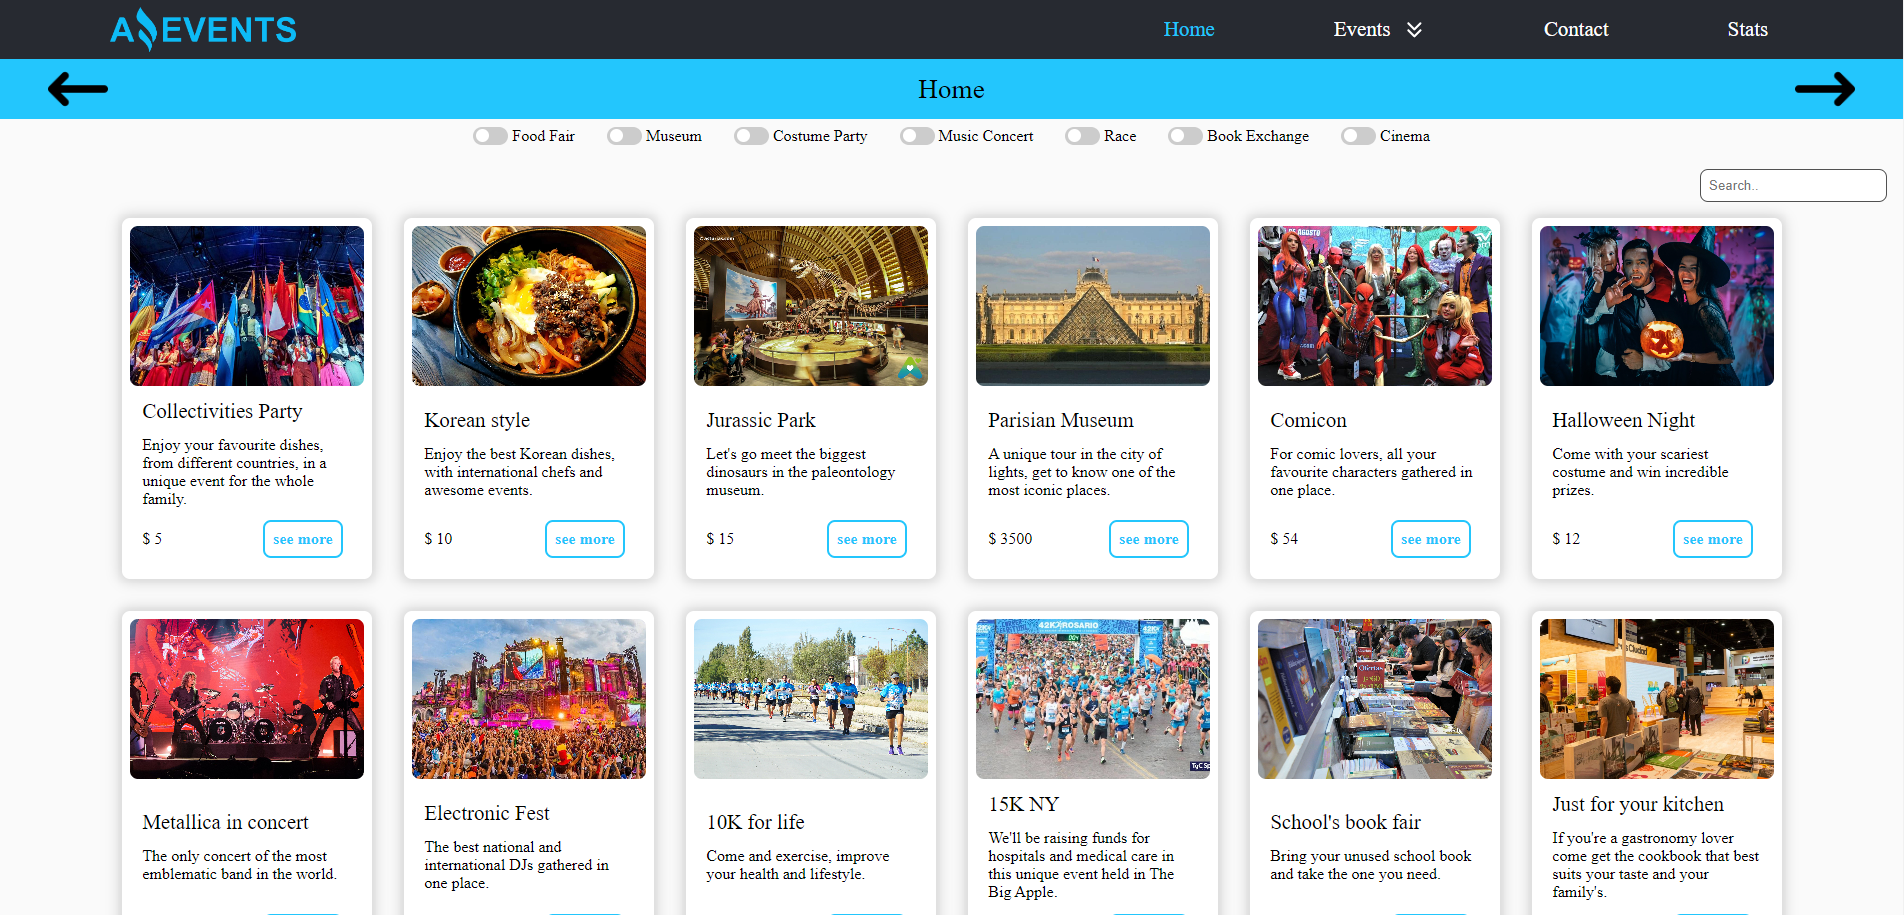 A EVENTS
Home
Events
Contact
Stats
Home
Food Fair
Museum
Costume Party
Music Concert
Race
Book Exchange
Cinema
Search..
Collectivities Party
Enjoy your favourite dishes,
from different countries, in a
unique event for the whole
family.
$ 5
see more
Korean style
Enjoy the best Korean dishes,
with international chefs and
awesome events.
$ 10
see more
Jurassic Park
Let's go meet the biggest
dinosaurs in the paleontology
museum.
$ 15
see more
Parisian Museum
A unique tour in the city of
lights, get to know one of the
most iconic places.
$ 3500
see more
Comicon
For comic lovers, all your
favourite characters gathered in
one place.
$ 54
see more
Halloween Night
Come with your scariest
costume and win incredible
prizes.
$ 12
see more
Metallica in concert
The only concert of the most
emblematic band in the world.
Electronic Fest
The best national and
international DJs gathered in
one place.
10K for life
Come and exercise, improve
your health and lifestyle.
42K ROSARIO
15K NY
We'll be raising funds for
hospitals and medical care in
this unique event held in The
Big Apple.
Ofertas
School's book fair
Bring your unused school book
and take the one you need.
Ciudad
Just for your kitchen
If you're a gastronomy lover
come get the cookbook that best
suits your taste and your
family's.